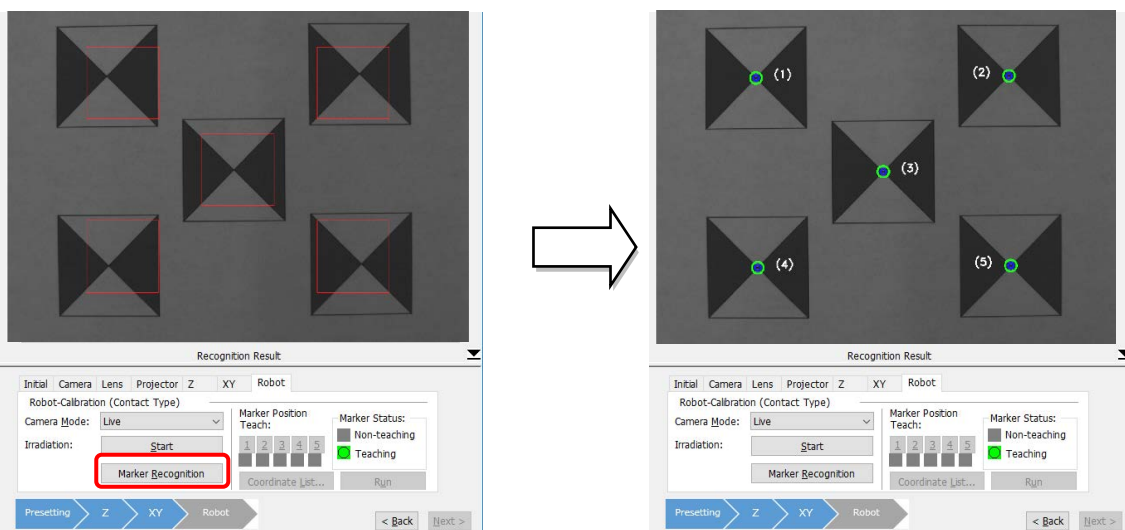 Recognition Result
Initial Camera Lens Projector Z XY Robot
Robot-Calibration (Contact Type)
Camera Mode: Live
Irradiation: Start
Marker Recognition
Marker Position
Teach:
1 2 3 4 5
Coordinate List...
Marker Status:
Non-teaching
Teaching
Run
Presetting Z XY Robot
< Back Next >
(1)
(2)
(3)
(4)
(5)
Recognition Result
Initial Camera Lens Projector Z XY Robot
Robot-Calibration (Contact Type)
Camera Mode: Live
Irradiation: Start
Marker Recognition
Marker Position
Teach:
1 2 3 4 5
Coordinate List...
Marker Status:
Non-teaching
Teaching
Run
Presetting Z XY Robot
< Back Next >